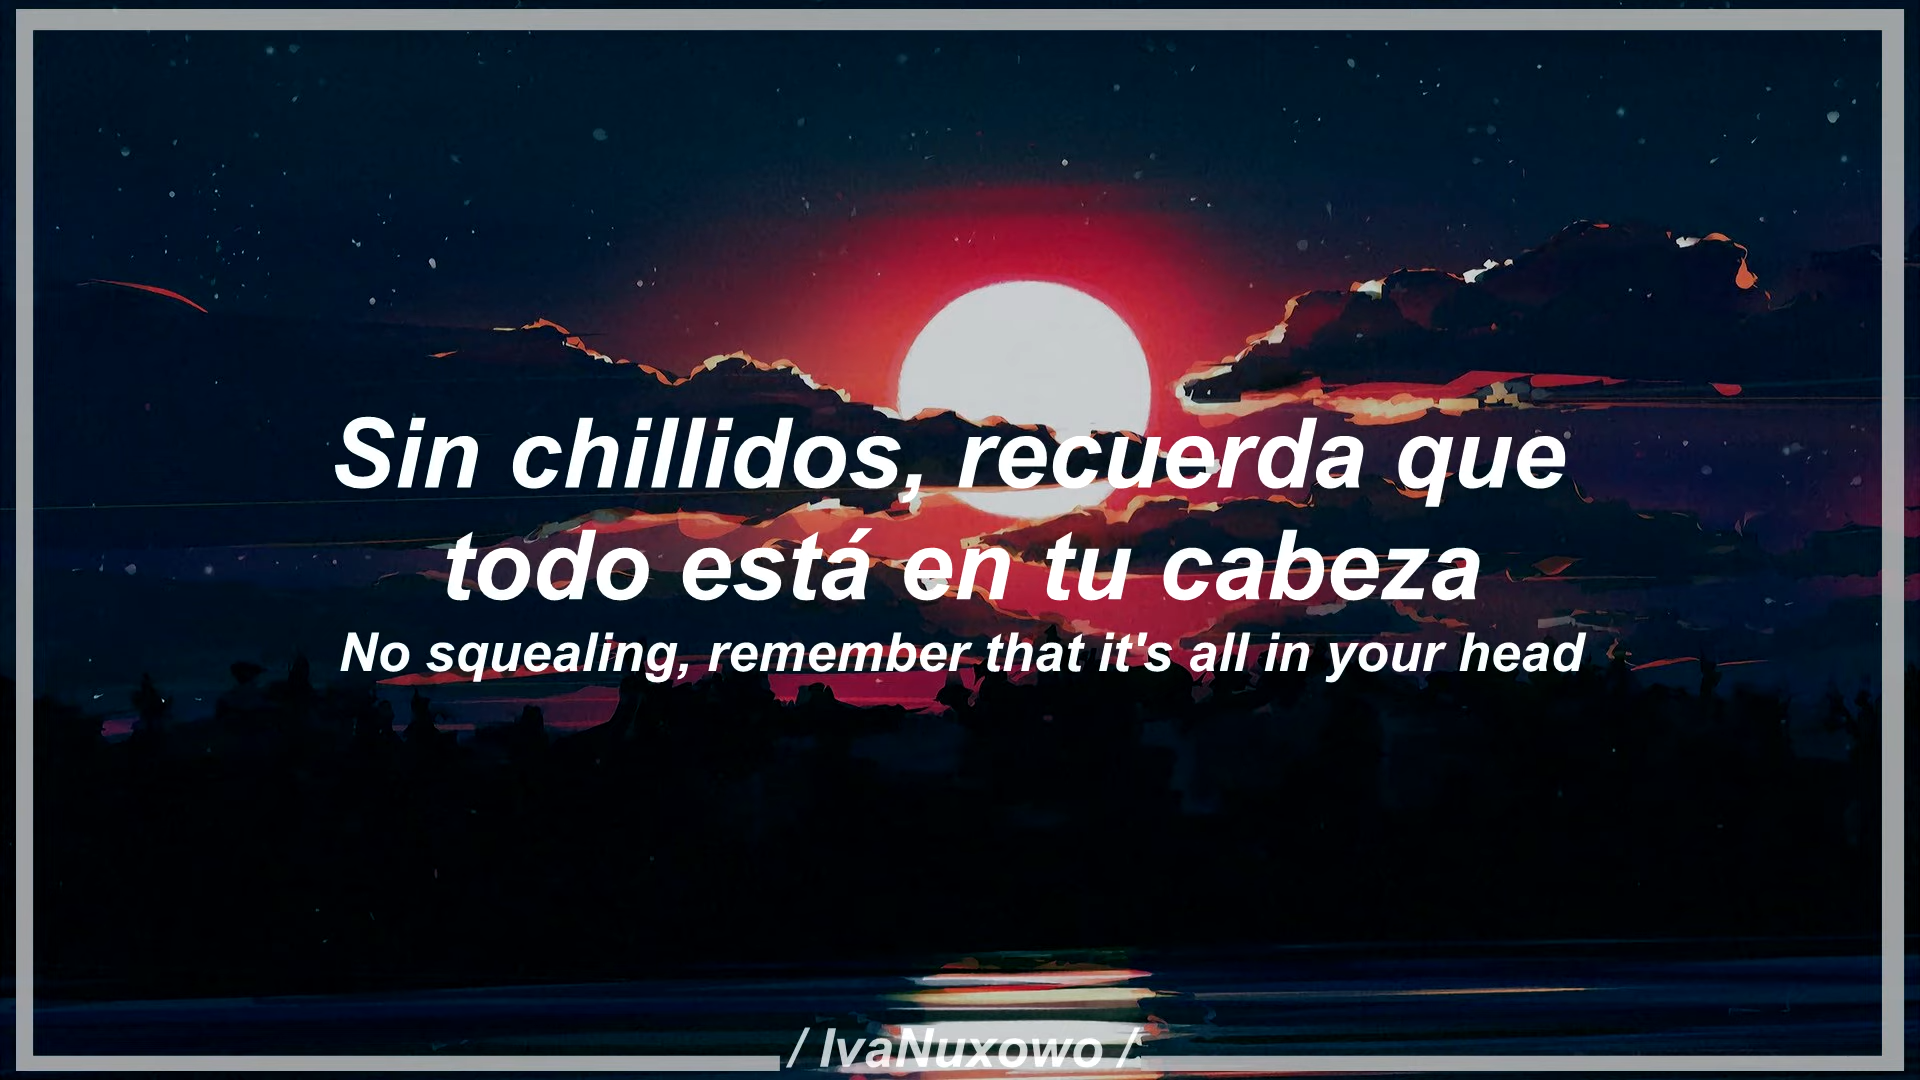 Sin chillidos, recuerda que
todo está en tu cabeza
No squealing, remember that it's all in your head
/ IvaNuxowo /